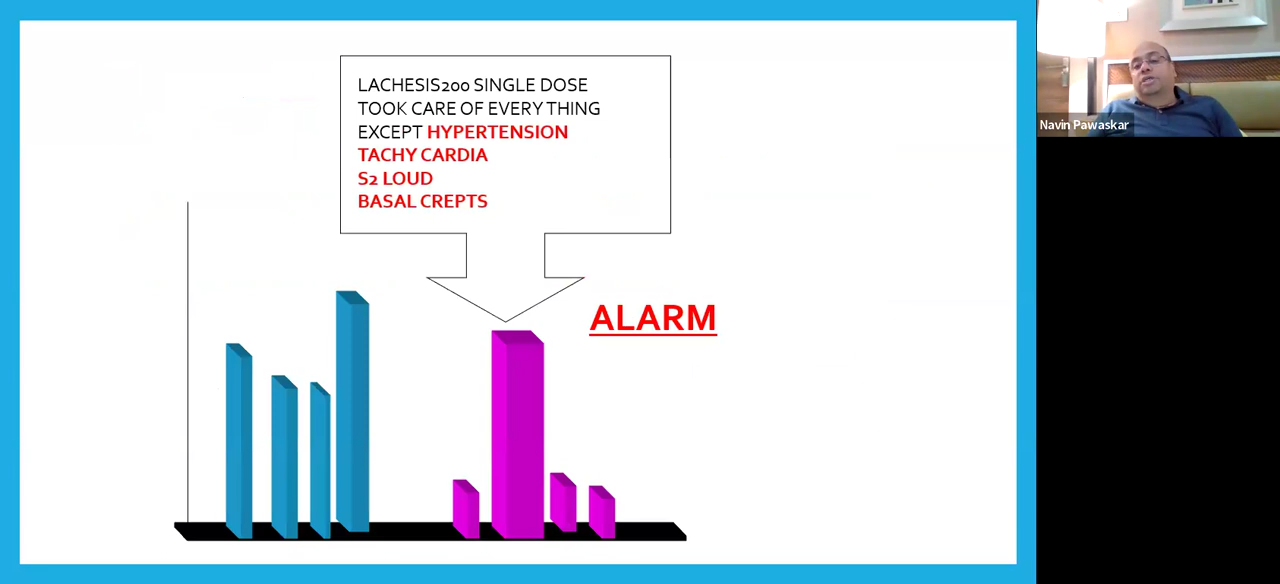 LACHESIS200 SINGLE DOSE
TOOK CARE OF EVERY THING
EXCEPT HYPERTENSION
TACHY CARDIA
S2 LOUD
BASAL CREPTS
ALARM
Navin Pawaskar